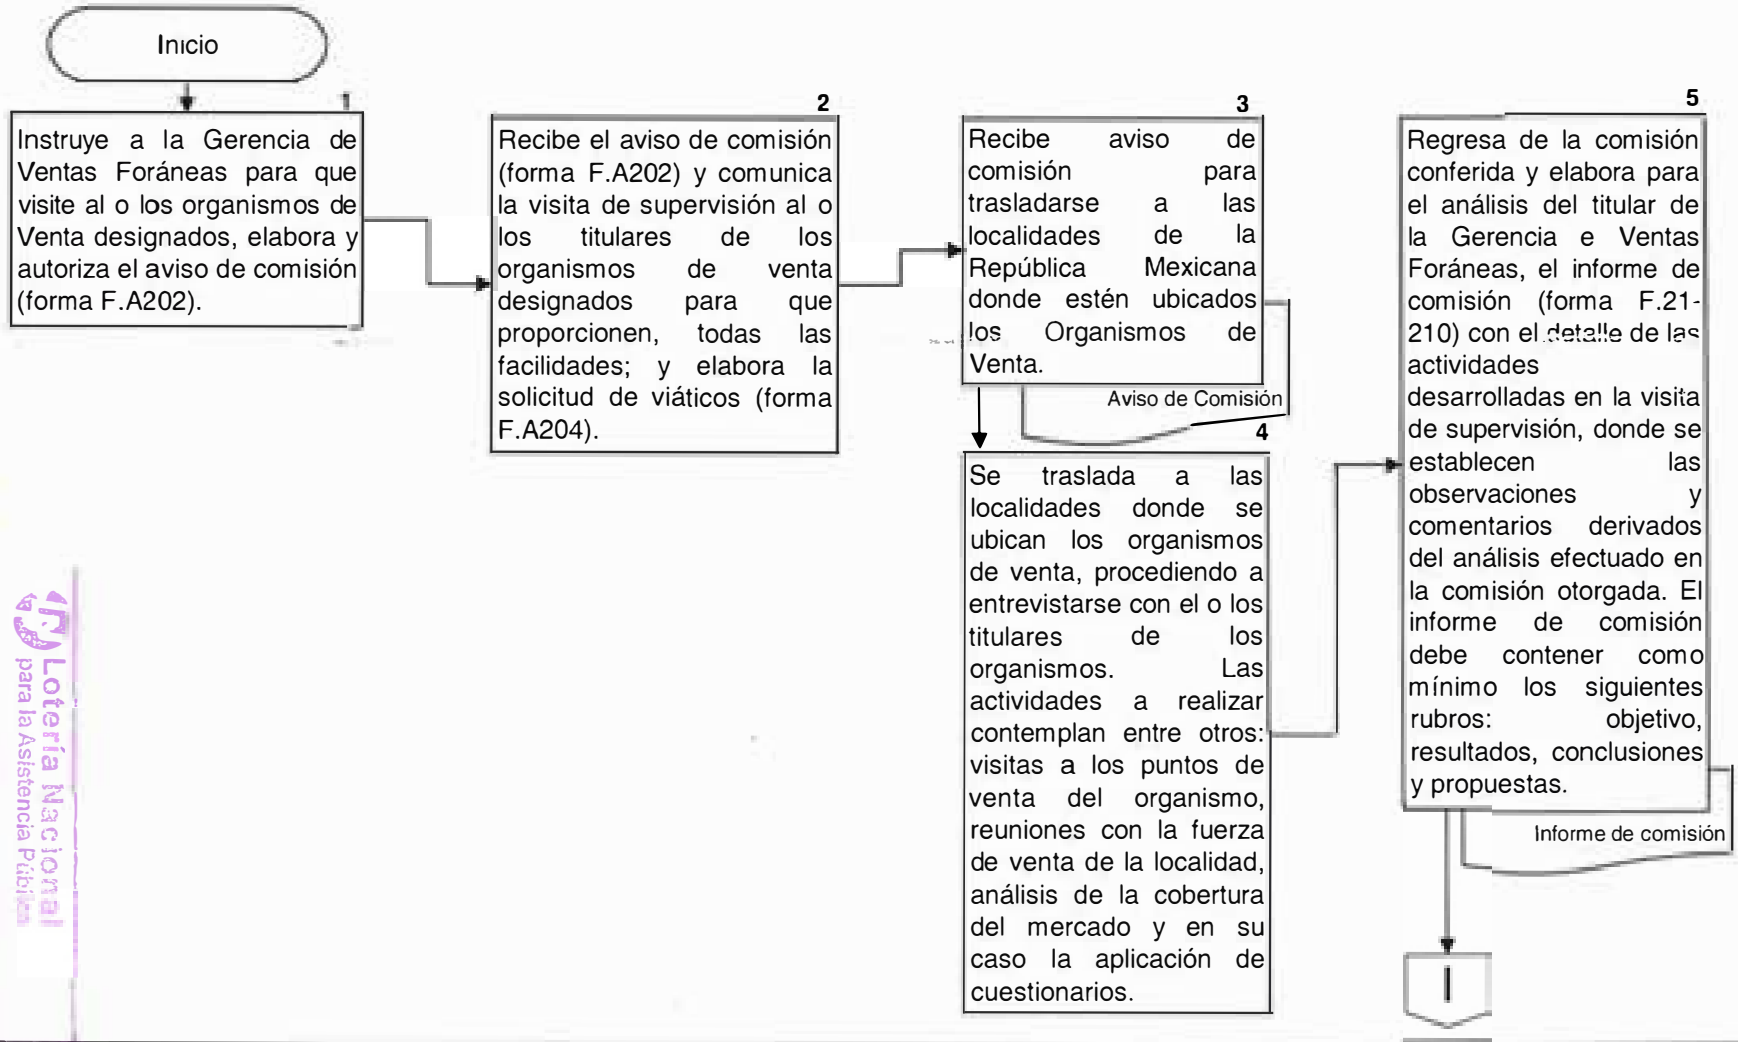 Inicio
1
Instruye a la Gerencia de
Ventas Foráneas para que
visite al o los organismos de
Venta designados, elabora y
autoriza el aviso de comisión
(forma F.A202).
2
Recibe el aviso de comisión
(forma F.A202) y comunica
la visita de supervisión al o
los titulares de los
organismos de venta
designados para que
proporcionen, todas las
facilidades; y elabora la
solicitud de viáticos (forma
F.A204).
3
Recibe aviso de
comisión para
trasladarse a las
localidades de la
República Mexicana
donde estén ubicados
los Organismos de
Venta.
Aviso de Comisión
4
Se traslada a las
localidades donde se
ubican los organismos
de venta, procediendo a
entrevistarse con el o los
titulares de los
organismos. Las
actividades a realizar
contemplan entre otros:
visitas a los puntos de
venta del organismo,
reuniones con la fuerza
de venta de la localidad,
análisis de la cobertura
del mercado y en su
caso la aplicación de
cuestionarios.
5
Regresa de la comisión
conferida y elabora para
el análisis del titular de
la Gerencia e Ventas
Foráneas, el informe de
comisión (forma F.21-
210) con el detalle de las
actividades
desarrolladas en la visita
de supervisión, donde se
establecen las
observaciones y
comentarios derivados
del análisis efectuado en
la comisión otorgada. El
informe de comisión
debe contener como
mínimo los siguientes
rubros: objetivo,
resultados, conclusiones
y propuestas.
Informe de comisión
I
Lotería Nacional
para la Asistencia Pública